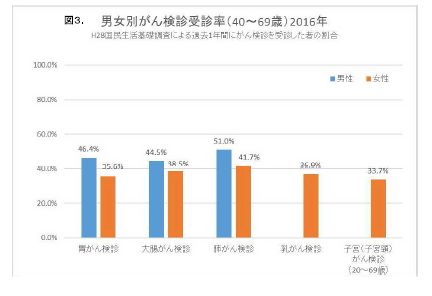 図3. 男女別がん検診受診率（40～69歳）2016年
H28国民生活基礎調査による過去1年間にがん検診を受診した者の割合
100.0%
男性 女性
80.0%
60.0%
46.4% 35.6% 44.5% 38.5% 51.0% 41.7% 36.9% 33.7%
40.0%
20.0%
0.0%
胃がん検診 大腸がん検診 肺がん検診 乳がん検診 子宮（子宮頸）
がん検診
（20～69歳）